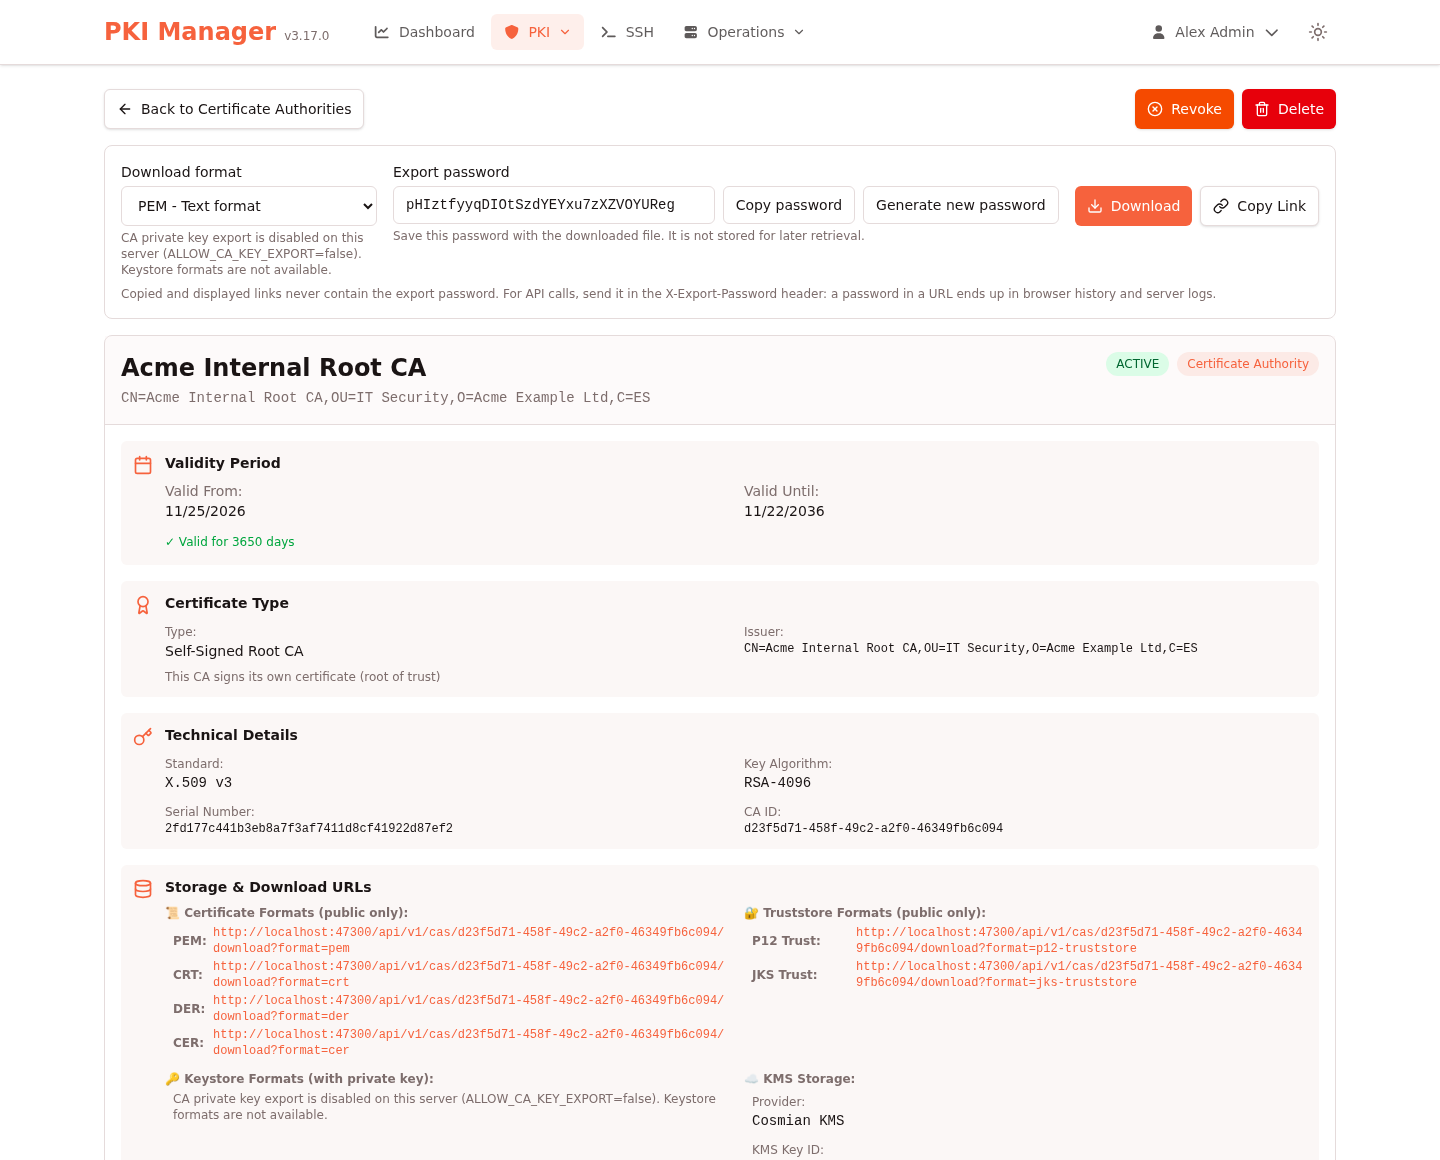 PKI Manager v3.17.0
Dashboard
PKI
SSH
Operations
Alex Admin
Back to Certificate Authorities
Revoke
Delete
Download format
Export password
PEM - Text format
pHIztfyyqDIOtSzdYEYxu7zXZVOYUReg
Copy password
Generate new password
Download
Copy Link
CA private key export is disabled on this
server (ALLOW_CA_KEY_EXPORT=false).
Keystore formats are not available.
Save this password with the downloaded file. It is not stored for later retrieval.
Copied and displayed links never contain the export password. For API calls, send it in the X-Export-Password header: a password in a URL ends up in browser history and server logs.
Acme Internal Root CA
ACTIVE
Certificate Authority
CN=Acme Internal Root CA,OU=IT Security,O=Acme Example Ltd,C=ES
Validity Period
Valid From:
11/25/2026
Valid Until:
11/22/2036
✓ Valid for 3650 days
Certificate Type
Type:
Self-Signed Root CA
This CA signs its own certificate (root of trust)
Issuer:
CN=Acme Internal Root CA,OU=IT Security,O=Acme Example Ltd,C=ES
Technical Details
Standard:
X.509 v3
Key Algorithm:
RSA-4096
Serial Number:
2fd177c441b3eb8a7f3af7411d8cf41922d87ef2
CA ID:
d23f5d71-458f-49c2-a2f0-46349fb6c094
Storage & Download URLs
📜 Certificate Formats (public only):
PEM: http://localhost:47300/api/v1/cas/d23f5d71-458f-49c2-a2f0-46349fb6c094/
download?format=pem
CRT: http://localhost:47300/api/v1/cas/d23f5d71-458f-49c2-a2f0-46349fb6c094/
download?format=crt
DER: http://localhost:47300/api/v1/cas/d23f5d71-458f-49c2-a2f0-46349fb6c094/
download?format=der
CER: http://localhost:47300/api/v1/cas/d23f5d71-458f-49c2-a2f0-46349fb6c094/
download?format=cer
🔐 Truststore Formats (public only):
P12 Trust: http://localhost:47300/api/v1/cas/d23f5d71-458f-49c2-a2f0-4634
9fb6c094/download?format=p12-truststore
JKS Trust: http://localhost:47300/api/v1/cas/d23f5d71-458f-49c2-a2f0-4634
9fb6c094/download?format=jks-truststore
🔑 Keystore Formats (with private key):
CA private key export is disabled on this server (ALLOW_CA_KEY_EXPORT=false). Keystore
formats are not available.
☁️ KMS Storage:
Provider:
Cosmian KMS
KMS Key ID: